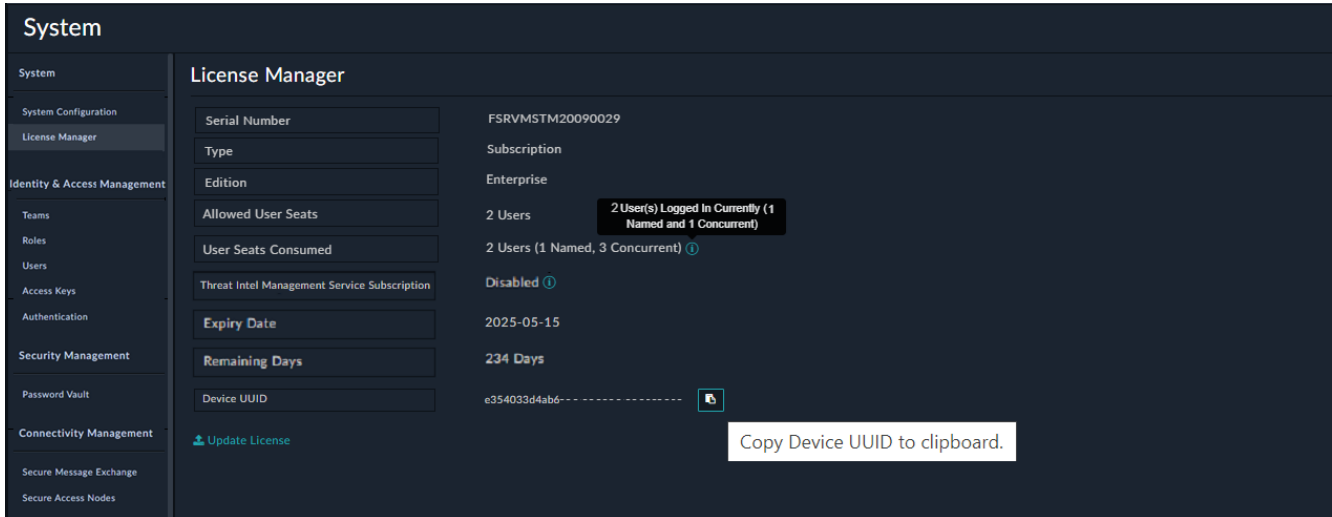 System
System
System Configuration
License Manager
Identity & Access Management
Teams
Roles
Users
Access Keys
Authentication
Security Management
Password Vault
Connectivity Management
Secure Message Exchange
Secure Access Nodes
License Manager
Serial Number FSRVMSTM20090029
Type Subscription
Edition Enterprise
Allowed User Seats 2 Users
2 User(s) Logged In Currently (1
Named and 1 Concurrent)
User Seats Consumed 2 Users (1 Named, 3 Concurrent)
Threat Intel Management Service Subscription Disabled
Expiry Date 2025-05-15
Remaining Days 234 Days
Device UUID e354033d4ab6--- ----- ----- ---------
Update License
Copy Device UUID to clipboard.